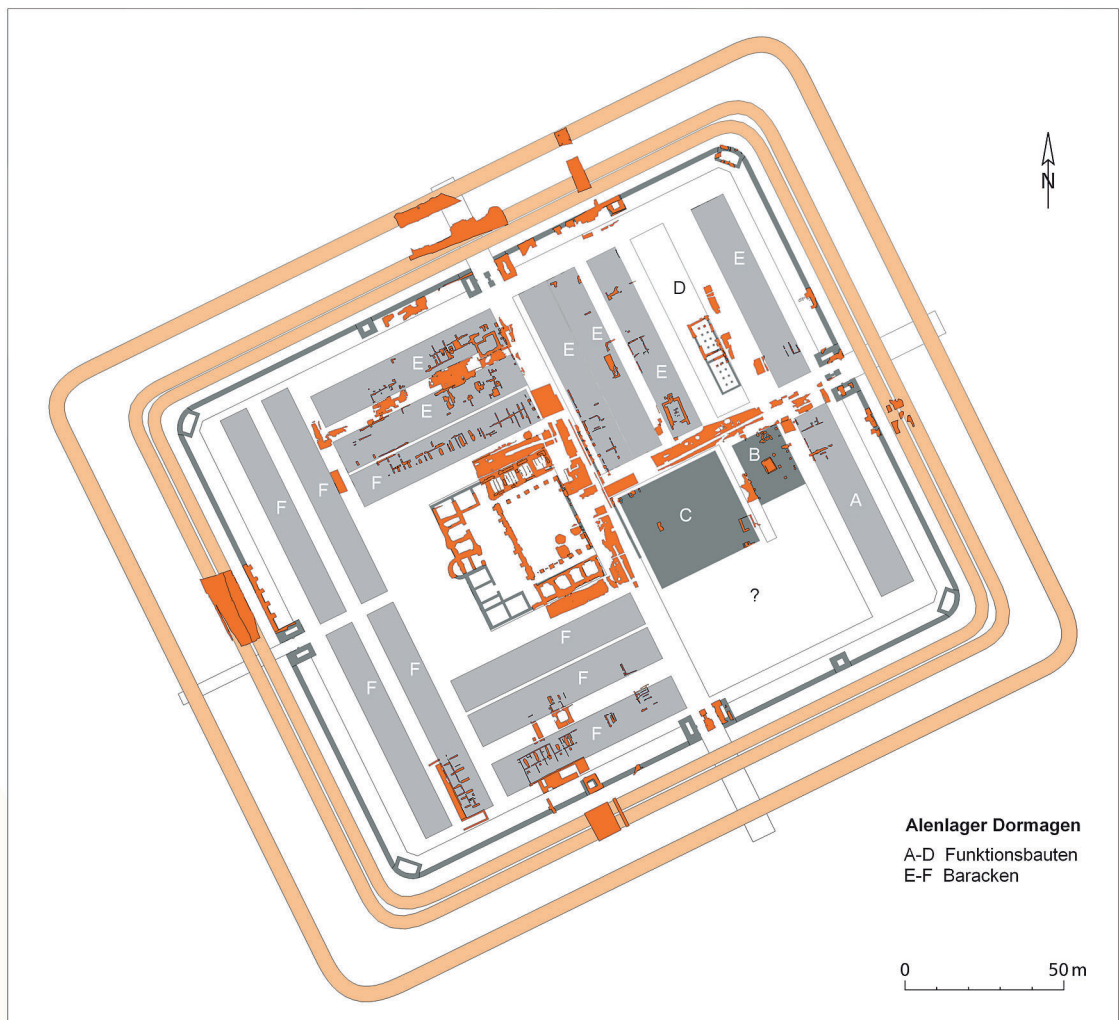 N
E
D
E
E
E
E
E
F
F
F
B
A
C
?
F
F
F
F
F
Alenlager Dormagen
A-D Funktionsbauten
E-F Baracken
0 50 m